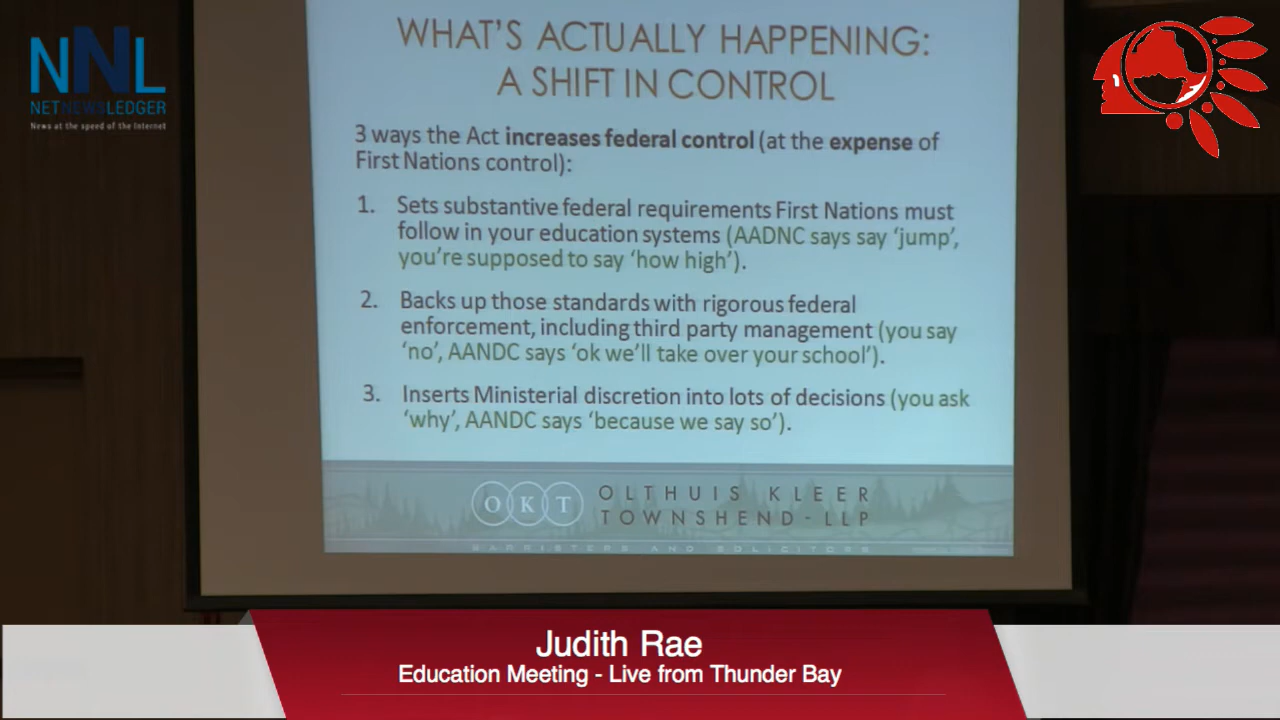 NNL
NETNEWSLEDGER
News at the speed of the Internet
WHAT'S ACTUALLY HAPPENING:
A SHIFT IN CONTROL
3 ways the Act increases federal control (at the expense of
First Nations control):
1. Sets substantive federal requirements First Nations must
follow in your education systems (AADNC says say 'jump',
you're supposed to say 'how high').
2. Backs up those standards with rigorous federal
enforcement, including third party management (you say
'no', AANDC says 'ok we'll take over your school').
3. Inserts Ministerial discretion into lots of decisions (you ask
'why', AANDC says 'because we say so').
OKT
OLTHUIS KLEER
TOWNSHEND - LLP
BARRISTERS AND SOLICITORS
Judith Rae
Education Meeting - Live from Thunder Bay